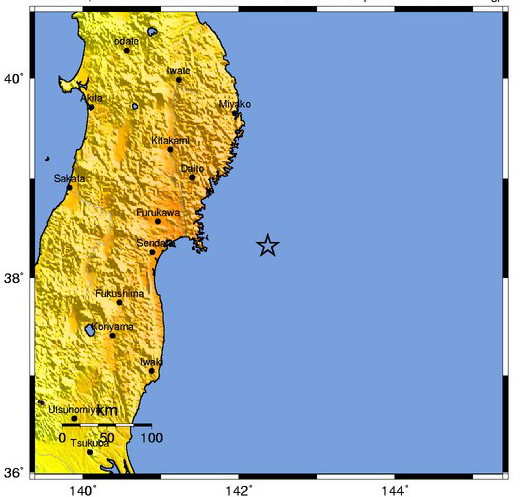 odate
Iwate
40°
Akita
Miyako
Kitakami
Daito
Sakata
Furukawa
Sendai
38°
Fukushima
Koriyama
Iwaki
Utsunomiya
km
0 50 100
Tsukuba
36°
140° 142° 144°